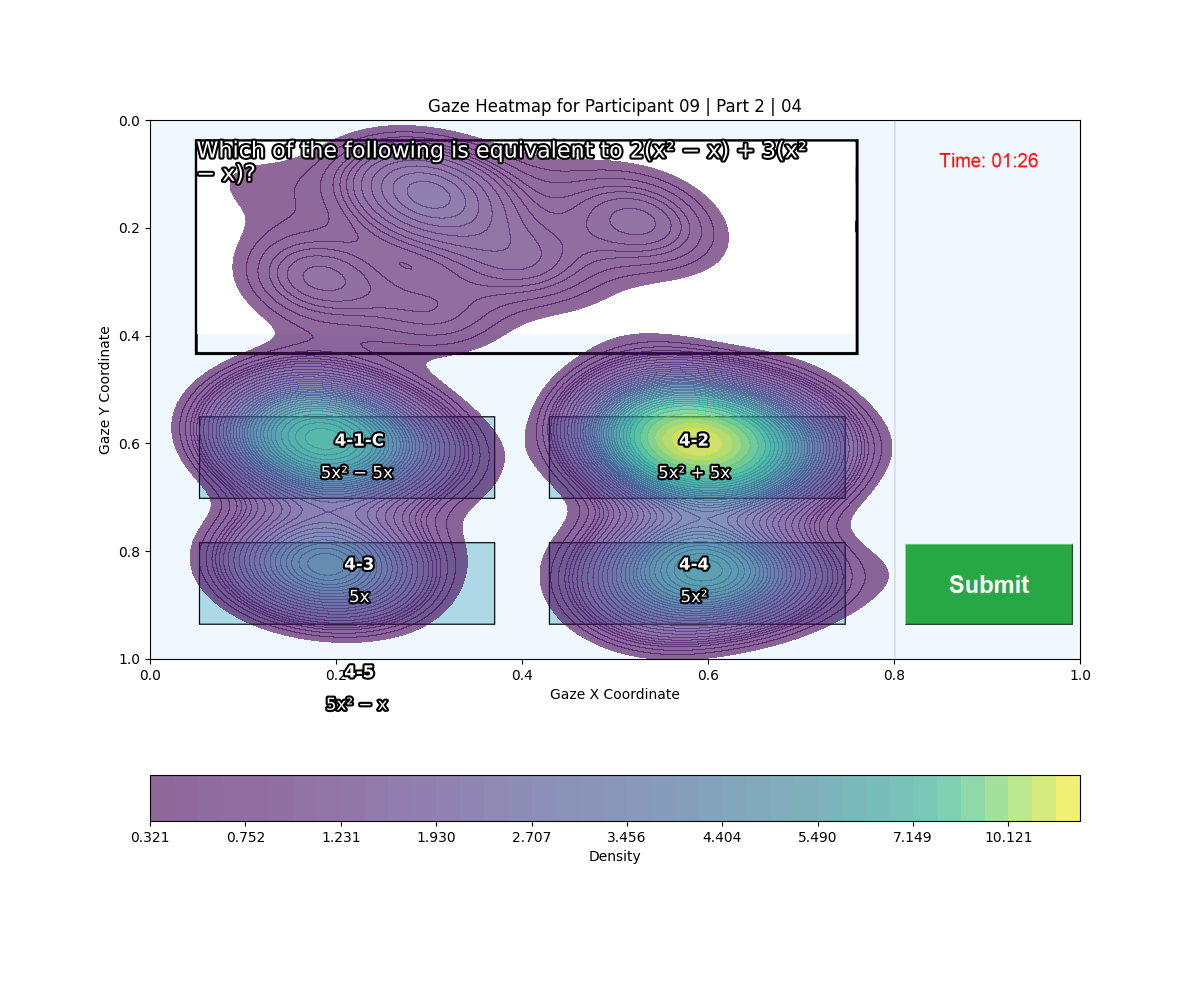 Gaze Heatmap for Participant 09 | Part 2 | 04
0.0
0.2
0.4
0.6
0.8
1.0
Gaze Y Coordinate
Which of the following is equivalent to 2(x² − x) + 3(x²
− x)?
Time: 01:26
4-1-C
5x² − 5x
4-2
5x² + 5x
4-3
5x
4-4
5x²
Submit
4-5
5x² − x
0.0 0.2 0.4 0.6 0.8 1.0
Gaze X Coordinate
0.321 0.752 1.231 1.930 2.707 3.456 4.404 5.490 7.149 10.121
Density